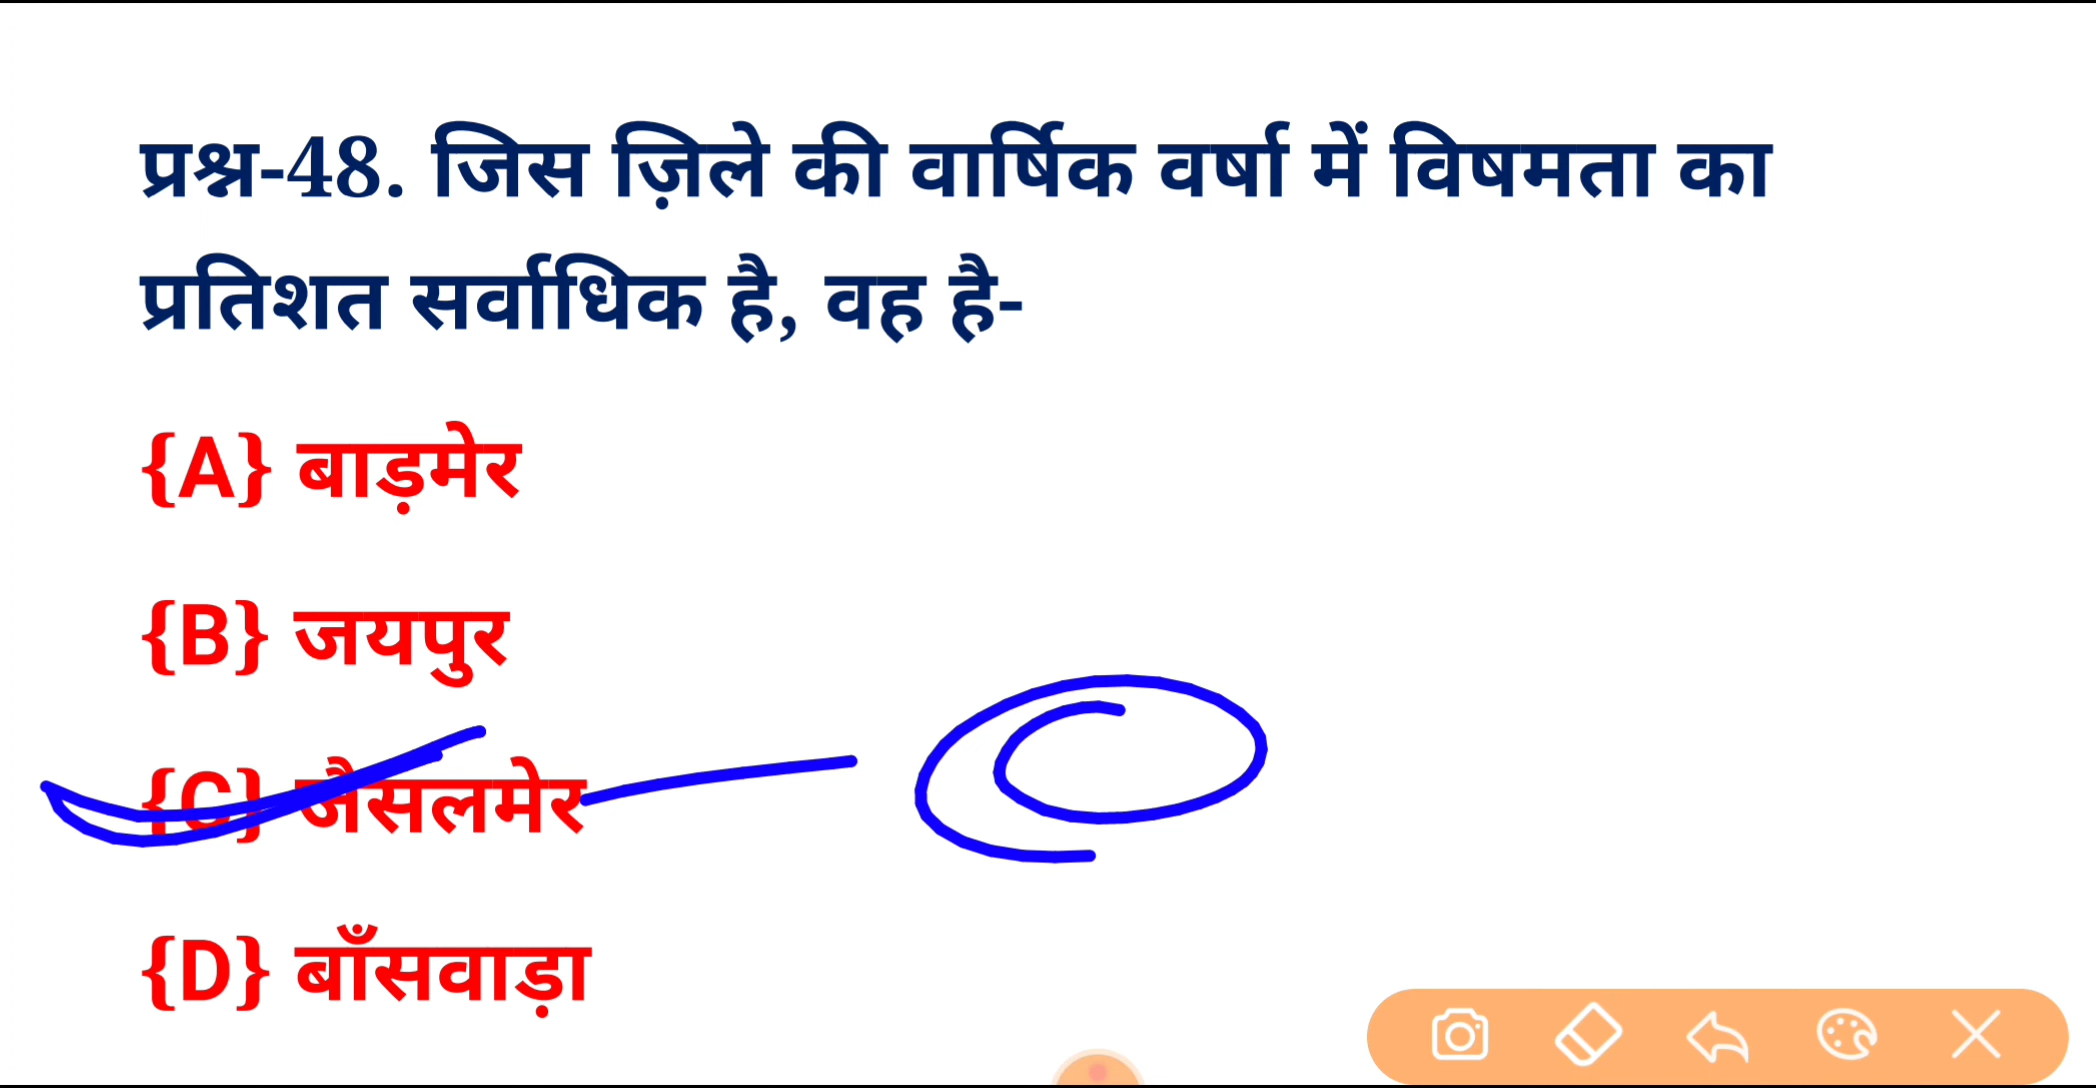 प्रश्न-48. जिस ज़िले की वार्षिक वर्षा में विषमता का
प्रतिशत सर्वाधिक है, वह है-
{A} बाड़मेर
{B} जयपुर
{C} जैसलमेर
{D} बाँसवाड़ा